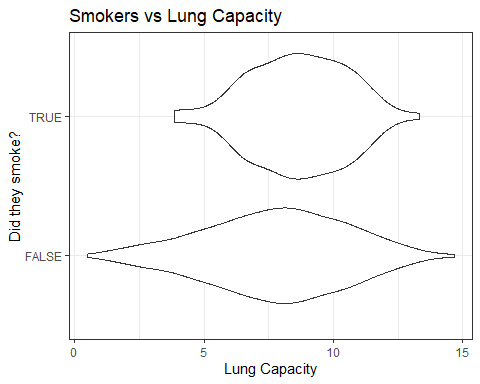 Smokers vs Lung Capacity
Did they smoke?
TRUE
FALSE
0 5 10 15
Lung Capacity